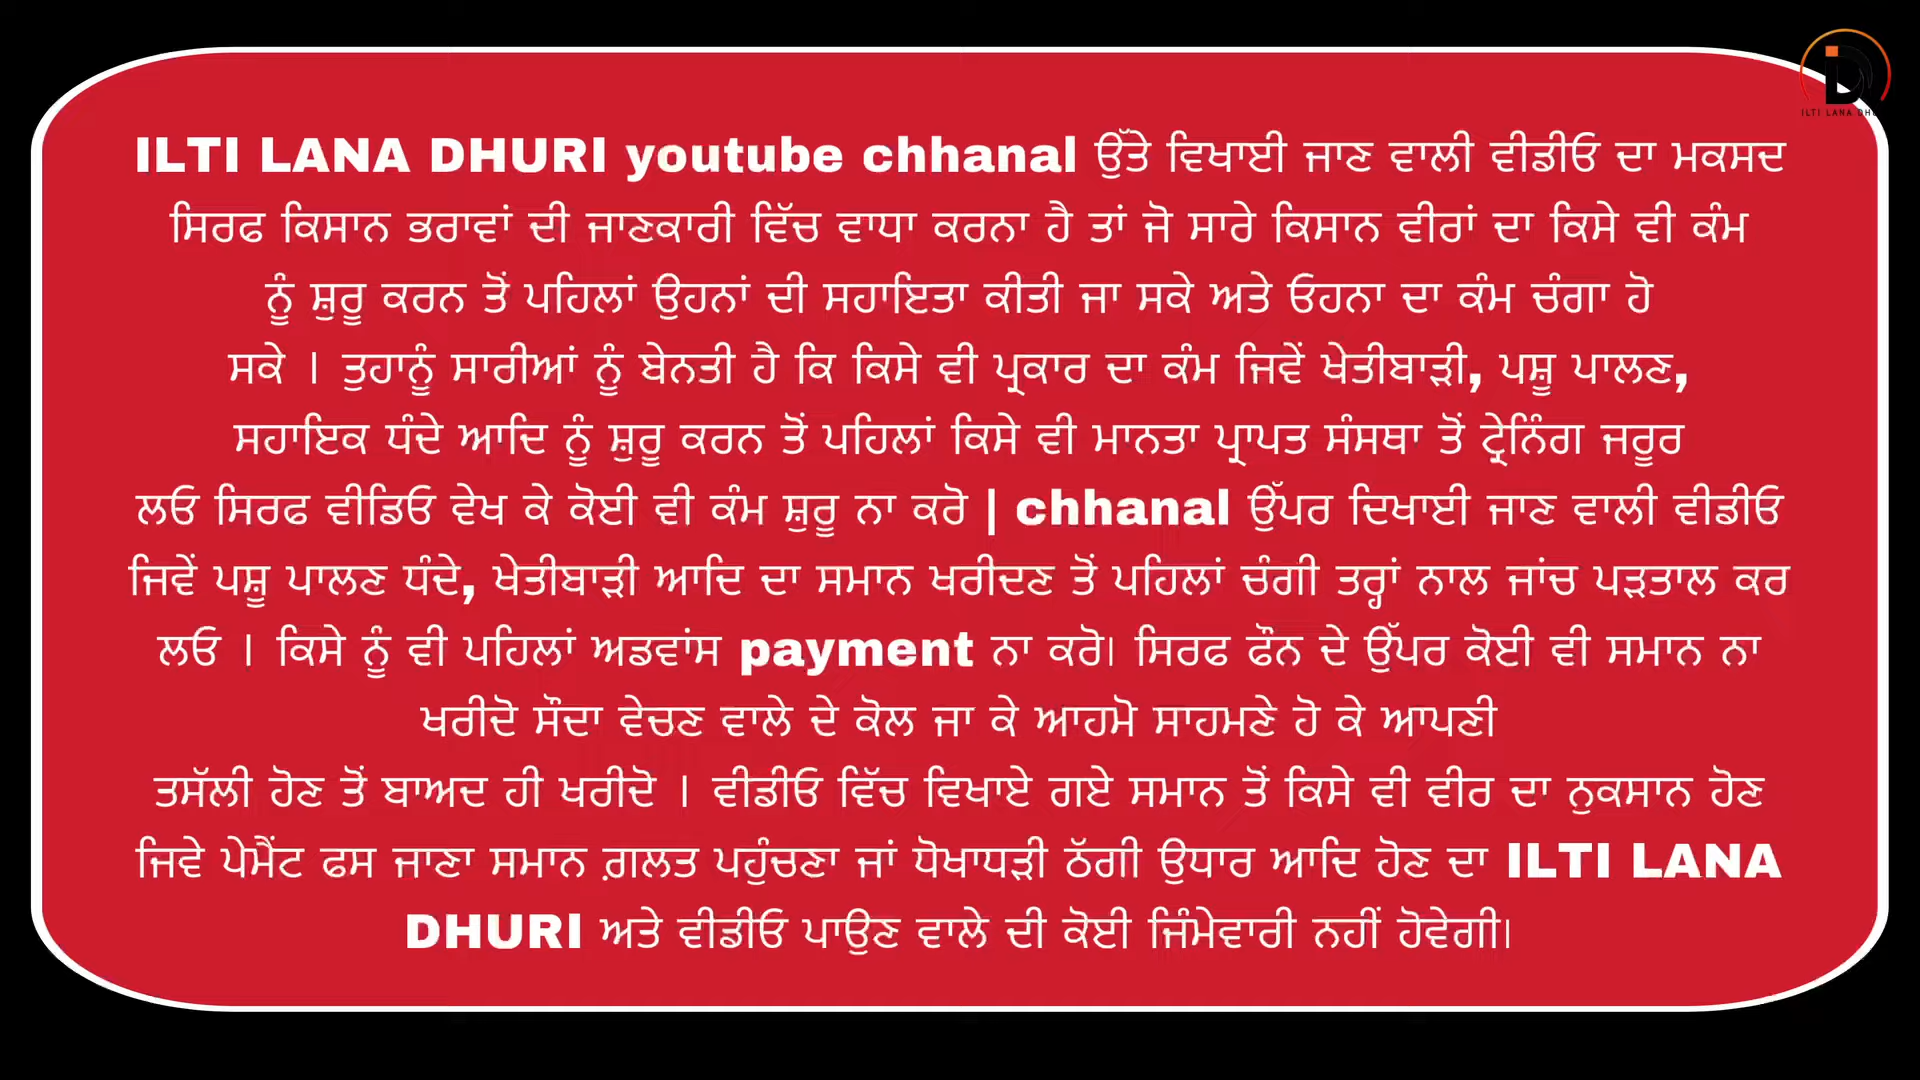 ILTI LANA DHURI youtube chhanal ਉੱਤੇ ਵਿਖਾਈ ਜਾਣ ਵਾਲੀ ਵੀਡੀਓ ਦਾ ਮਕਸਦ
ਸਿਰਫ ਕਿਸਾਨ ਭਰਾਵਾਂ ਦੀ ਜਾਣਕਾਰੀ ਵਿੱਚ ਵਾਧਾ ਕਰਨਾ ਹੈ ਤਾਂ ਜੋ ਸਾਰੇ ਕਿਸਾਨ ਵੀਰਾਂ ਦਾ ਕਿਸੇ ਵੀ ਕੰਮ
ਨੂੰ ਸ਼ੁਰੂ ਕਰਨ ਤੋਂ ਪਹਿਲਾਂ ਉਹਨਾਂ ਦੀ ਸਹਾਇਤਾ ਕੀਤੀ ਜਾ ਸਕੇ ਅਤੇ ਓਹਨਾ ਦਾ ਕੰਮ ਚੰਗਾ ਹੋ
ਸਕੇ । ਤੁਹਾਨੂੰ ਸਾਰੀਆਂ ਨੂੰ ਬੇਨਤੀ ਹੈ ਕਿ ਕਿਸੇ ਵੀ ਪ੍ਰਕਾਰ ਦਾ ਕੰਮ ਜਿਵੇਂ ਖੇਤੀਬਾੜੀ, ਪਸ਼ੂ ਪਾਲਣ,
ਸਹਾਇਕ ਧੰਦੇ ਆਦਿ ਨੂੰ ਸ਼ੁਰੂ ਕਰਨ ਤੋਂ ਪਹਿਲਾਂ ਕਿਸੇ ਵੀ ਮਾਨਤਾ ਪ੍ਰਾਪਤ ਸੰਸਥਾ ਤੋਂ ਟ੍ਰੇਨਿੰਗ ਜਰੂਰ
ਲਓ ਸਿਰਫ ਵੀਡਿਓ ਵੇਖ ਕੇ ਕੋਈ ਵੀ ਕੰਮ ਸ਼ੁਰੂ ਨਾ ਕਰੋ | chhanal ਉੱਪਰ ਦਿਖਾਈ ਜਾਣ ਵਾਲੀ ਵੀਡੀਓ
ਜਿਵੇਂ ਪਸ਼ੂ ਪਾਲਣ ਧੰਦੇ, ਖੇਤੀਬਾੜੀ ਆਦਿ ਦਾ ਸਮਾਨ ਖਰੀਦਣ ਤੋਂ ਪਹਿਲਾਂ ਚੰਗੀ ਤਰ੍ਹਾਂ ਨਾਲ ਜਾਂਚ ਪੜਤਾਲ ਕਰ
ਲਓ । ਕਿਸੇ ਨੂੰ ਵੀ ਪਹਿਲਾਂ ਅਡਵਾਂਸ payment ਨਾ ਕਰੋ। ਸਿਰਫ ਫੌਨ ਦੇ ਉੱਪਰ ਕੋਈ ਵੀ ਸਮਾਨ ਨਾ
ਖਰੀਦੋ ਸੌਦਾ ਵੇਚਣ ਵਾਲੇ ਦੇ ਕੋਲ ਜਾ ਕੇ ਆਹਮੋ ਸਾਹਮਣੇ ਹੋ ਕੇ ਆਪਣੀ
ਤਸੱਲੀ ਹੋਣ ਤੋਂ ਬਾਅਦ ਹੀ ਖਰੀਦੋ । ਵੀਡੀਓ ਵਿੱਚ ਵਿਖਾਏ ਗਏ ਸਮਾਨ ਤੋਂ ਕਿਸੇ ਵੀ ਵੀਰ ਦਾ ਨੁਕਸਾਨ ਹੋਣ
ਜਿਵੇ ਪੇਮੈਂਟ ਫਸ ਜਾਣਾ ਸਮਾਨ ਗ਼ਲਤ ਪਹੁੰਚਣਾ ਜਾਂ ਧੋਖਾਧੜੀ ਠੱਗੀ ਉਧਾਰ ਆਦਿ ਹੋਣ ਦਾ ILTI LANA
DHURI ਅਤੇ ਵੀਡੀਓ ਪਾਉਣ ਵਾਲੇ ਦੀ ਕੋਈ ਜਿੰਮੇਵਾਰੀ ਨਹੀਂ ਹੋਵੇਗੀ।
ILTI LANA